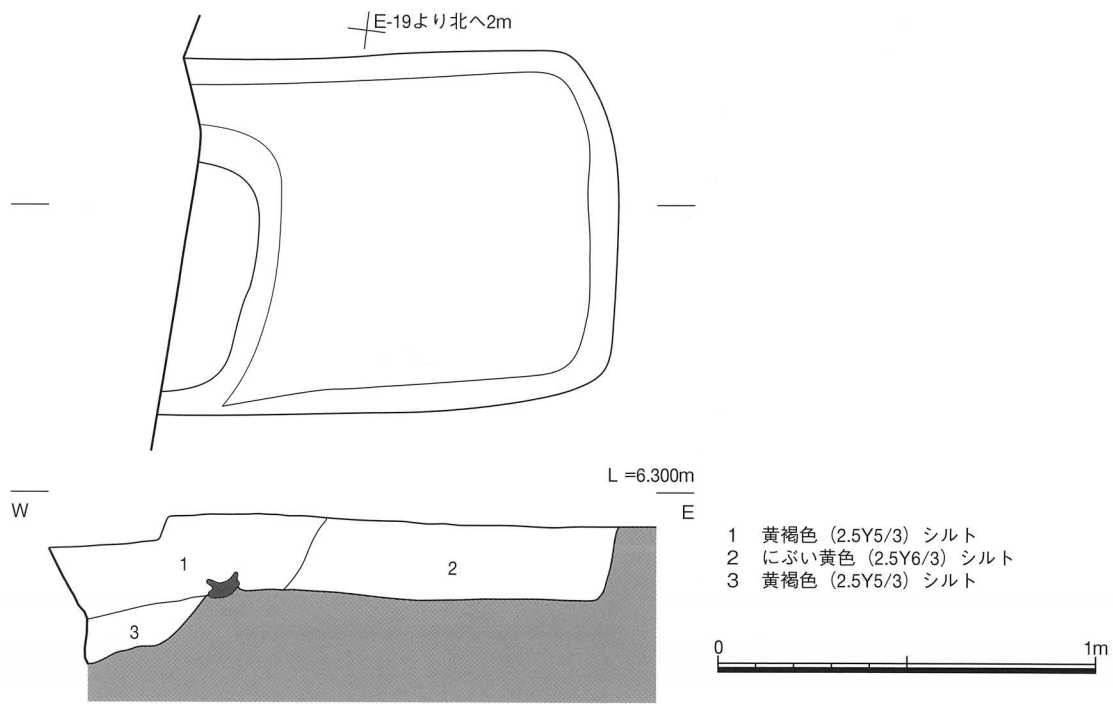 E-19より北へ2m
L =6.300m
W
E
1
2
3
1 黄褐色（2.5Y5/3）シルト
2 にぶい黄色（2.5Y6/3）シルト
3 黄褐色（2.5Y5/3）シルト
0
1m